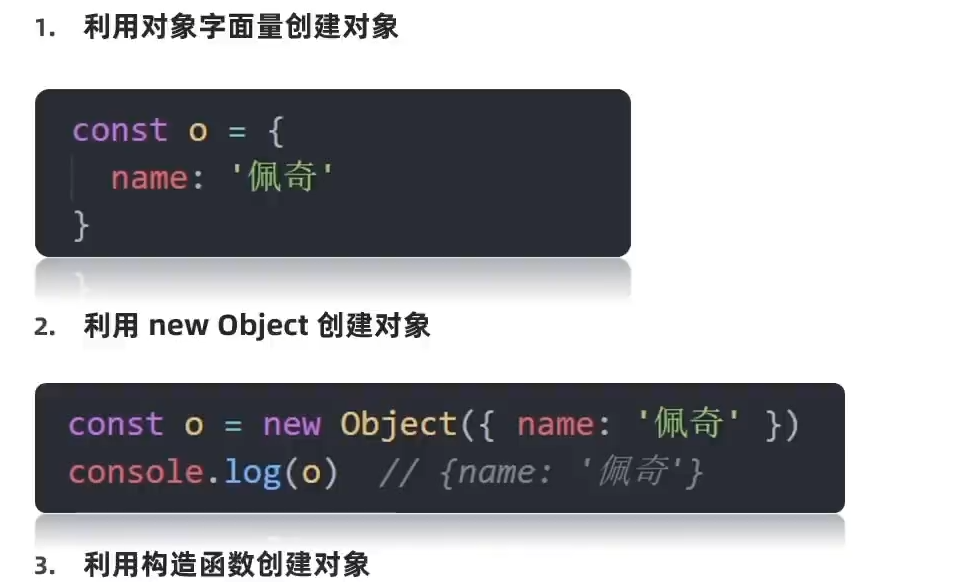 1. 利用对象字面量创建对象
const o = {
name: '佩奇'
}
2. 利用 new Object 创建对象
const o = new Object({ name: '佩奇' })
console.log(o) // {name: '佩奇'}
3. 利用构造函数创建对象